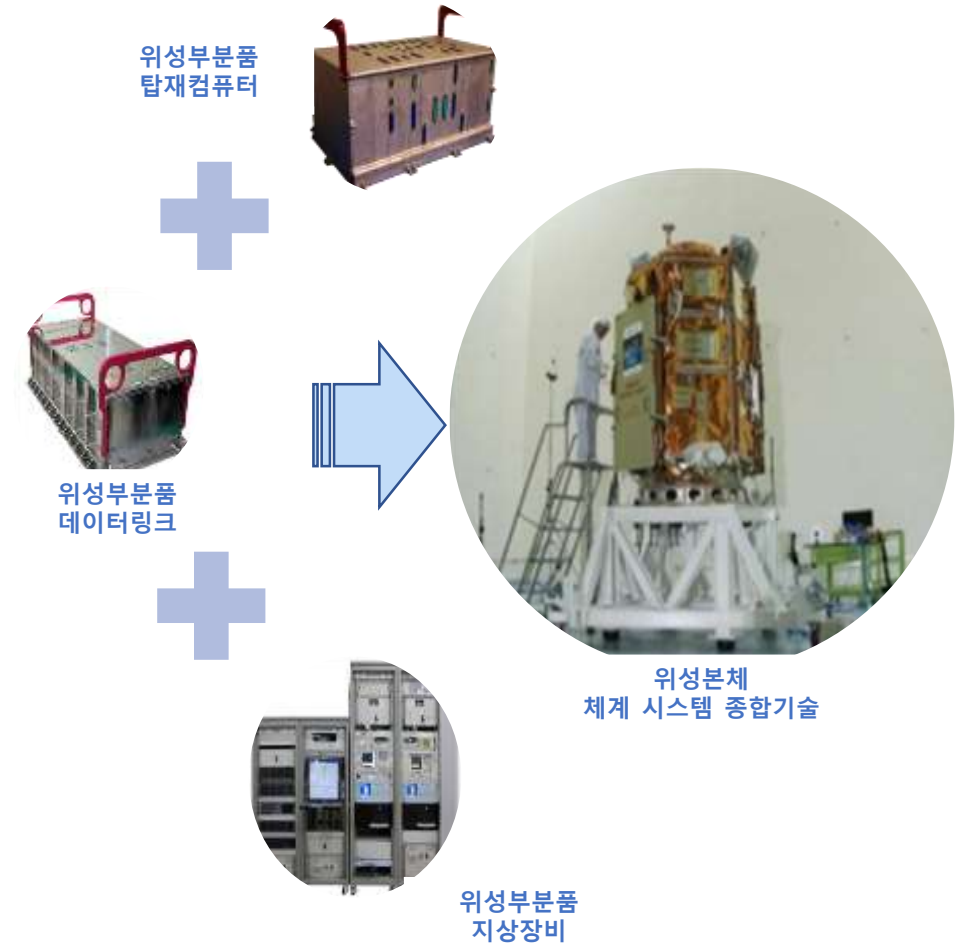 위성부분품
탑재컴퓨터
위성부분품
데이터링크
위성본체
체계 시스템 종합기술
위성부분품
지상장비